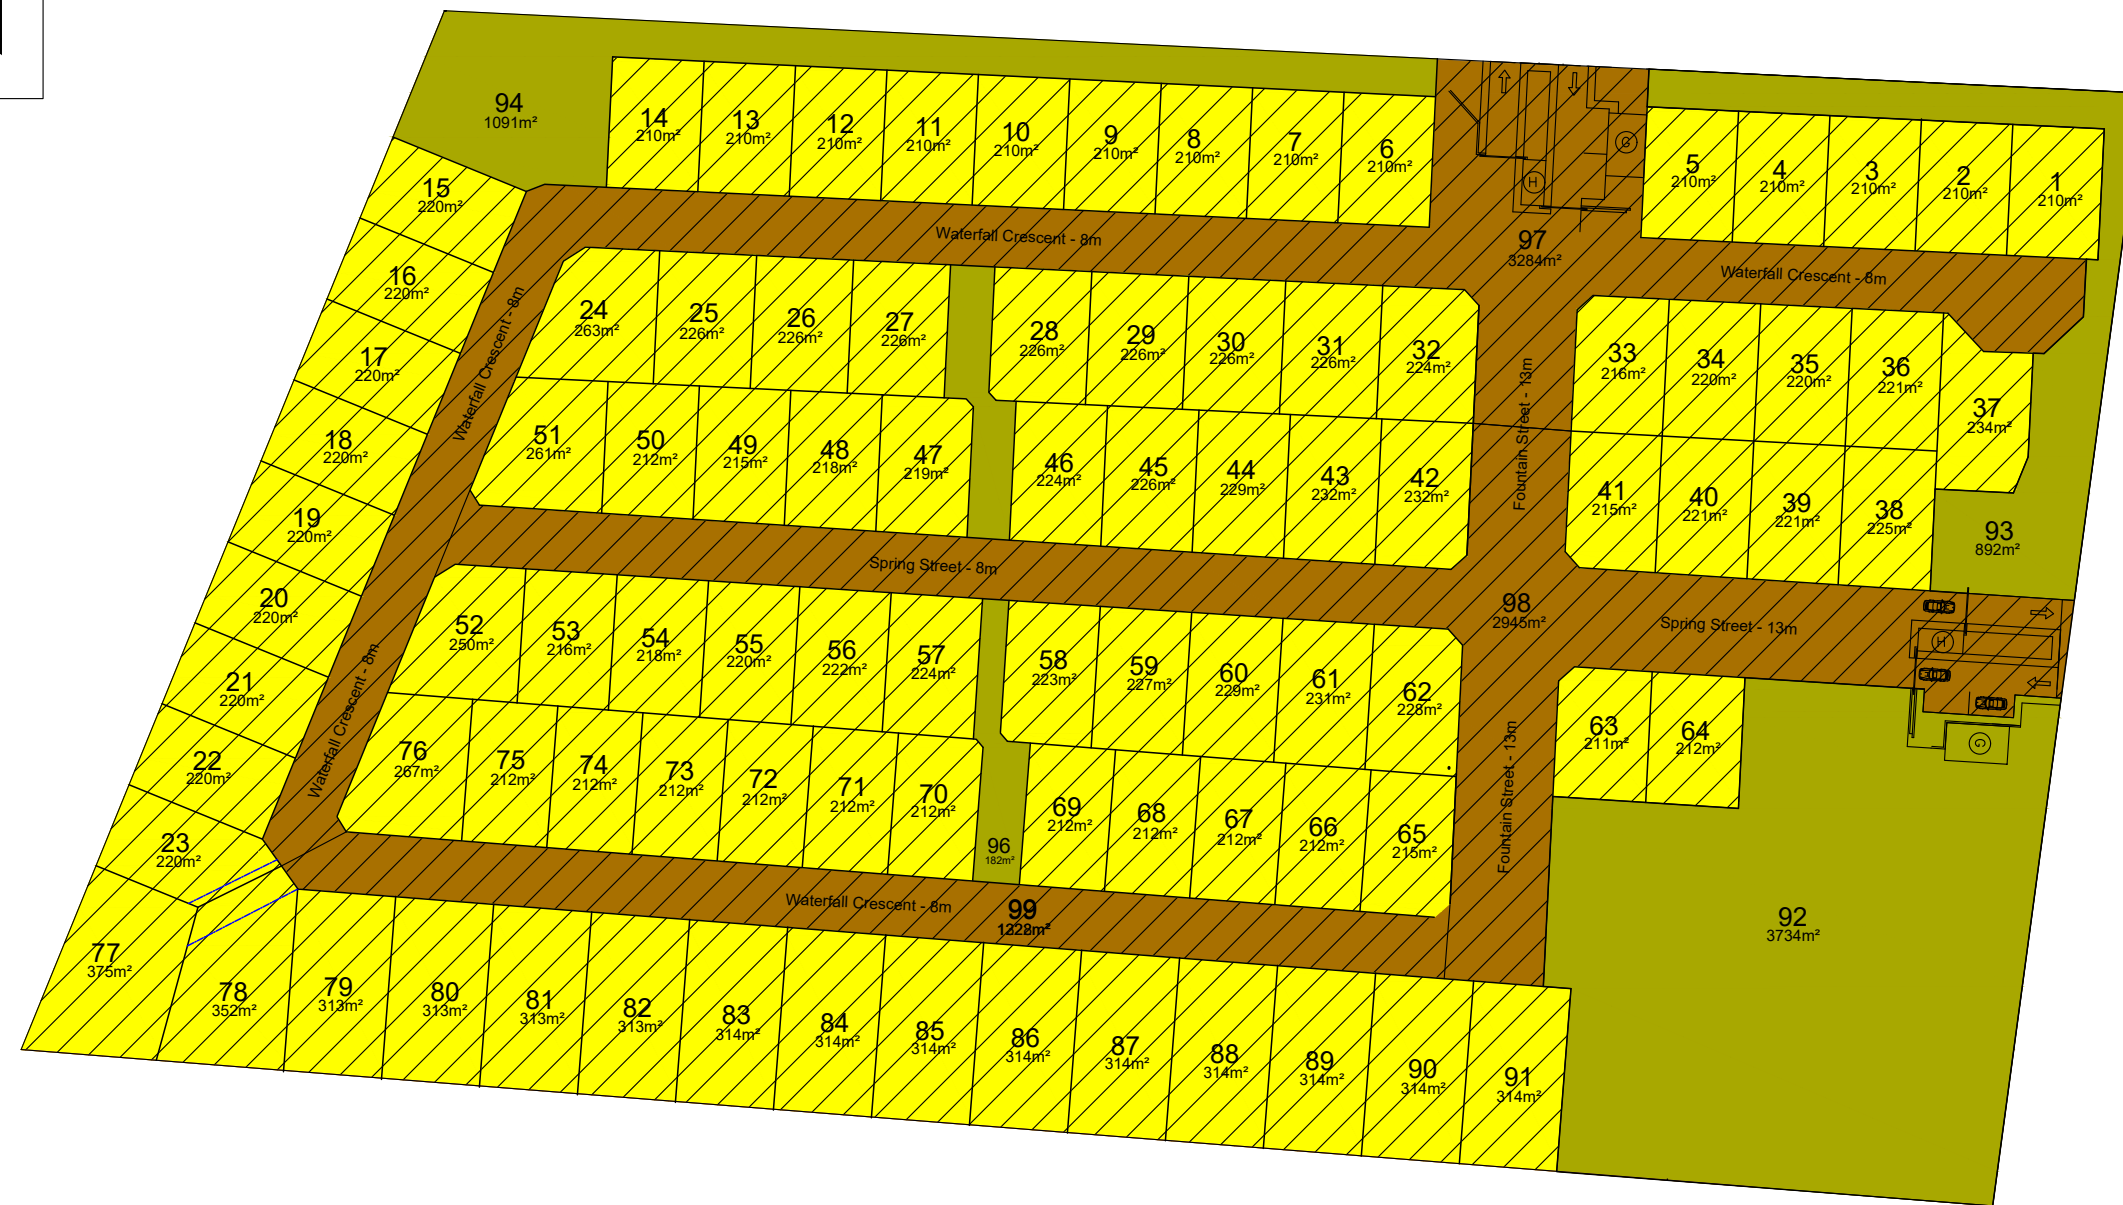 94
1091m²
14
210m²
13
210m²
12
210m²
11
210m²
10
210m²
9
210m²
8
210m²
7
210m²
6
210m²
G
H
5
210m²
4
210m²
3
210m²
2
210m²
1
210m²
15
220m²
16
220m²
17
220m²
18
220m²
19
220m²
20
220m²
21
220m²
22
220m²
23
220m²
Waterfall Crescent - 8m
97
3284m²
Waterfall Crescent - 8m
Waterfall Crescent - 8m
24
263m²
25
226m²
26
226m²
27
226m²
28
226m²
29
226m²
30
226m²
31
226m²
32
224m²
Fountain Street - 13m
33
216m²
34
220m²
35
220m²
36
221m²
37
234m²
51
261m²
50
212m²
49
215m²
48
218m²
47
219m²
46
224m²
45
226m²
44
229m²
43
232m²
42
232m²
41
215m²
40
221m²
39
221m²
38
225m²
93
892m²
Spring Street - 8m
98
2945m²
Spring Street - 13m
H
G
Waterfall Crescent - 8m
52
250m²
53
216m²
54
218m²
55
220m²
56
222m²
57
224m²
58
223m²
59
227m²
60
229m²
61
231m²
62
228m²
63
211m²
64
212m²
76
267m²
75
212m²
74
212m²
73
212m²
72
212m²
71
212m²
70
212m²
96
182m²
69
212m²
68
212m²
67
212m²
66
212m²
65
215m²
Fountain Street - 13m
92
3734m²
Waterfall Crescent - 8m
99
1328m²
77
375m²
78
352m²
79
313m²
80
313m²
81
313m²
82
313m²
83
314m²
84
314m²
85
314m²
86
314m²
87
314m²
88
314m²
89
314m²
90
314m²
91
314m²